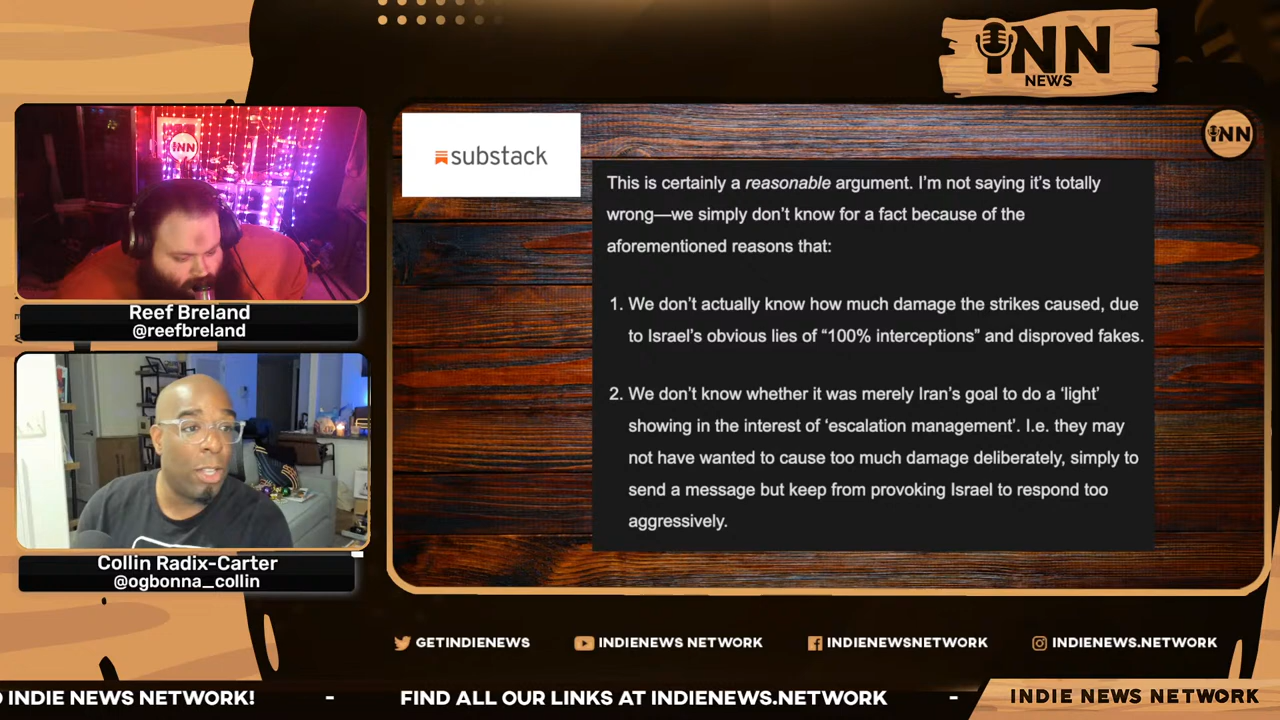 INN
NEWS
INN
INN
substack
This is certainly a reasonable argument. I'm not saying it's totally
wrong—we simply don't know for a fact because of the
aforementioned reasons that:
1. We don't actually know how much damage the strikes caused, due
to Israel's obvious lies of “100% interceptions” and disproved fakes.
2. We don't know whether it was merely Iran's goal to do a ‘light’
showing in the interest of ‘escalation management’. I.e. they may
not have wanted to cause too much damage deliberately, simply to
send a message but keep from provoking Israel to respond too
aggressively.
Reef Breland
@reefbreland
Collin Radix-Carter
@ogbonna_collin
GETINDIENEWS
INDIENEWS NETWORK
INDIENEWSNETWORK
INDIENEWS.NETWORK
INDIE NEWS NETWORK! - FIND ALL OUR LINKS AT INDIENEWS.NETWORK -
INDIE NEWS NETWORK